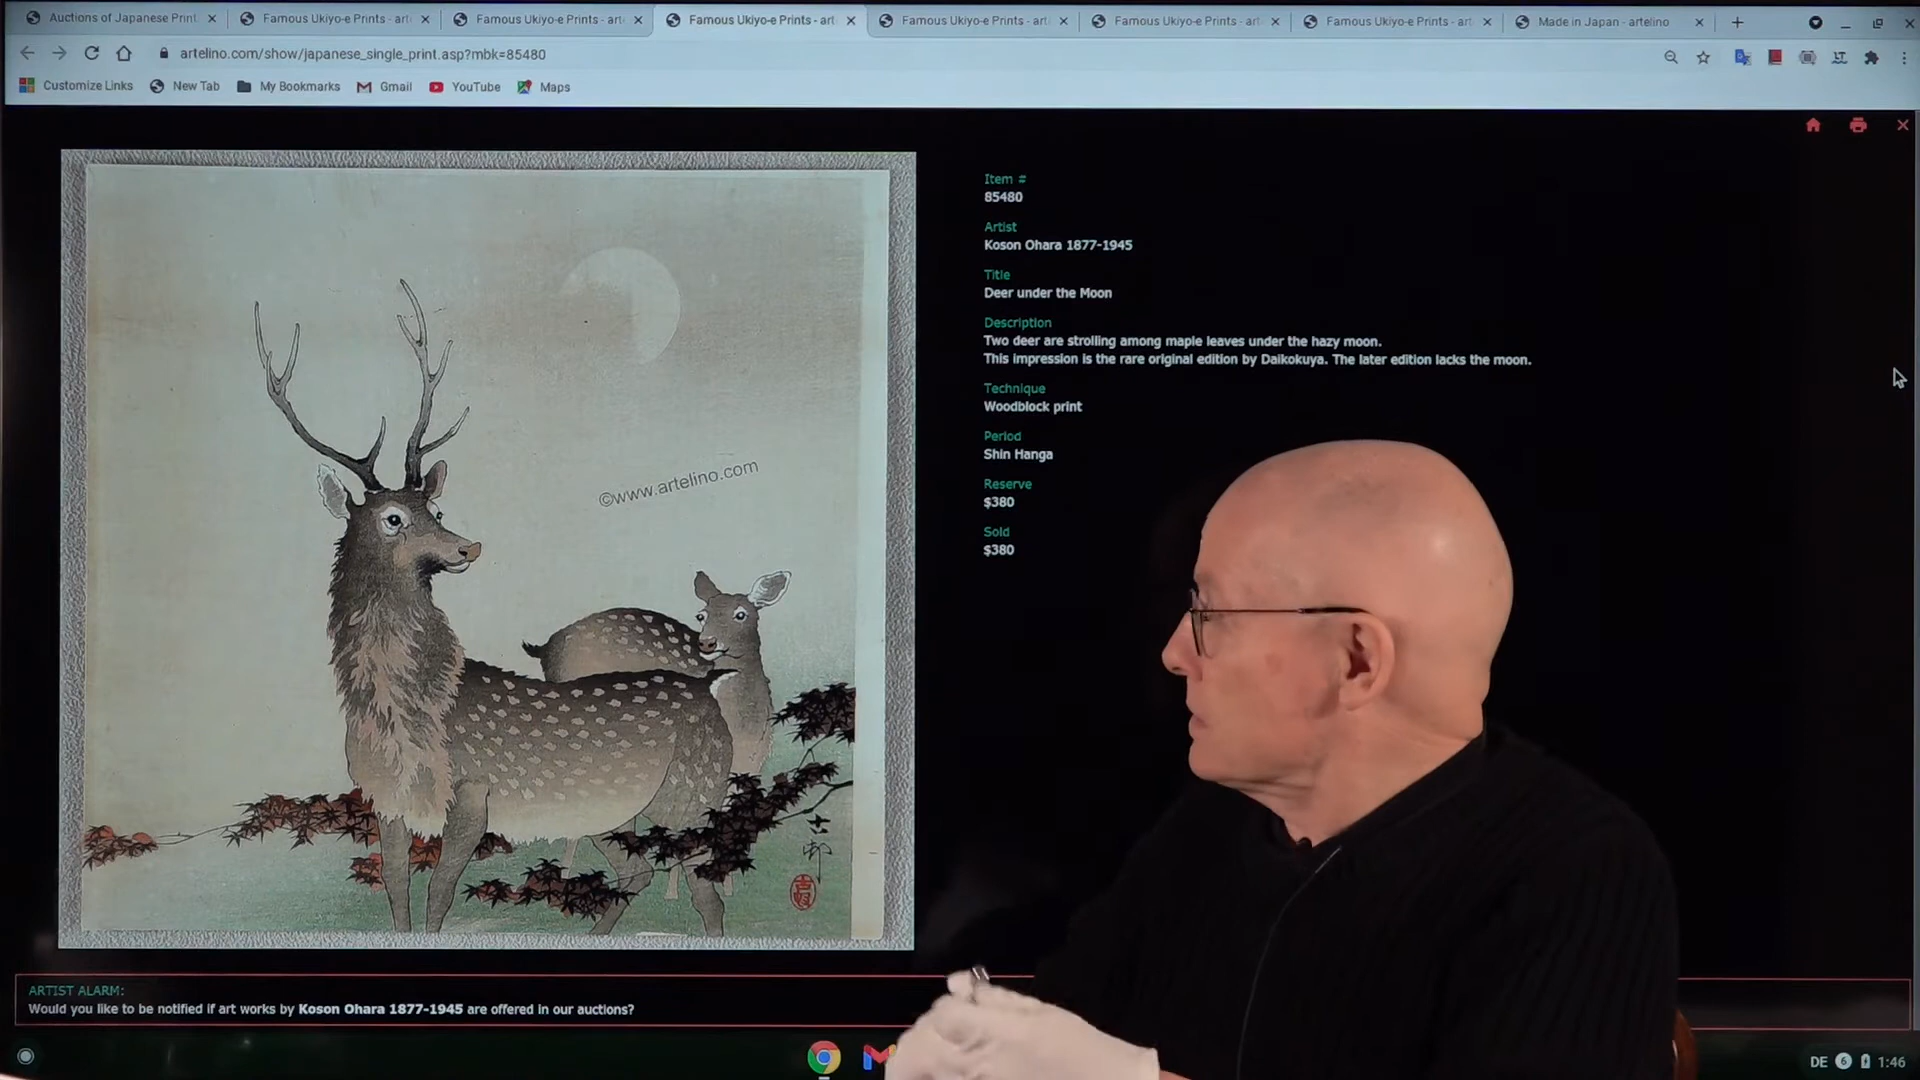 Auctions of Japanese Print
Famous Ukiyo-e Prints - art
Famous Ukiyo-e Prints - art
Famous Ukiyo-e Prints - art
Famous Ukiyo-e Prints - art
Famous Ukiyo-e Prints - art
Famous Ukiyo-e Prints - art
Made in Japan - artelino
artelino.com/show/japanese_single_print.asp?mbk=85480
Customize Links
New Tab
My Bookmarks
Gmail
YouTube
Maps
Item #
85480
Artist
Koson Ohara 1877-1945
Title
Deer under the Moon
Description
Two deer are strolling among maple leaves under the hazy moon.
This impression is the rare original edition by Daikokuya. The later edition lacks the moon.
Technique
Woodblock print
Period
Shin Hanga
Reserve
$380
Sold
$380
©www.artelino.com
古邨
ARTIST ALARM:
Would you like to be notified if art works by Koson Ohara 1877-1945 are offered in our auctions?
DE 6 1:46